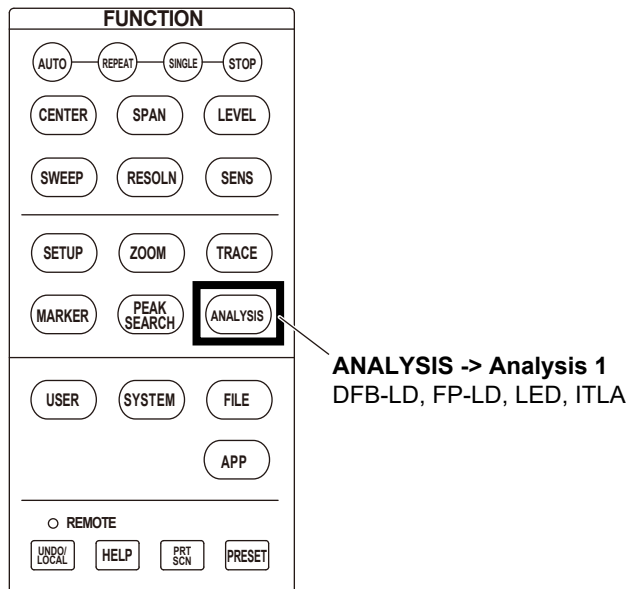 FUNCTION
AUTO REPEAT SINGLE STOP
CENTER SPAN LEVEL
SWEEP RESOLN SENS
SETUP ZOOM TRACE
MARKER PEAK SEARCH ANALYSIS
ANALYSIS -> Analysis 1
DFB-LD, FP-LD, LED, ITLA
USER SYSTEM FILE
APP
REMOTE
UNDO/LOCAL HELP PRT SCN PRESET